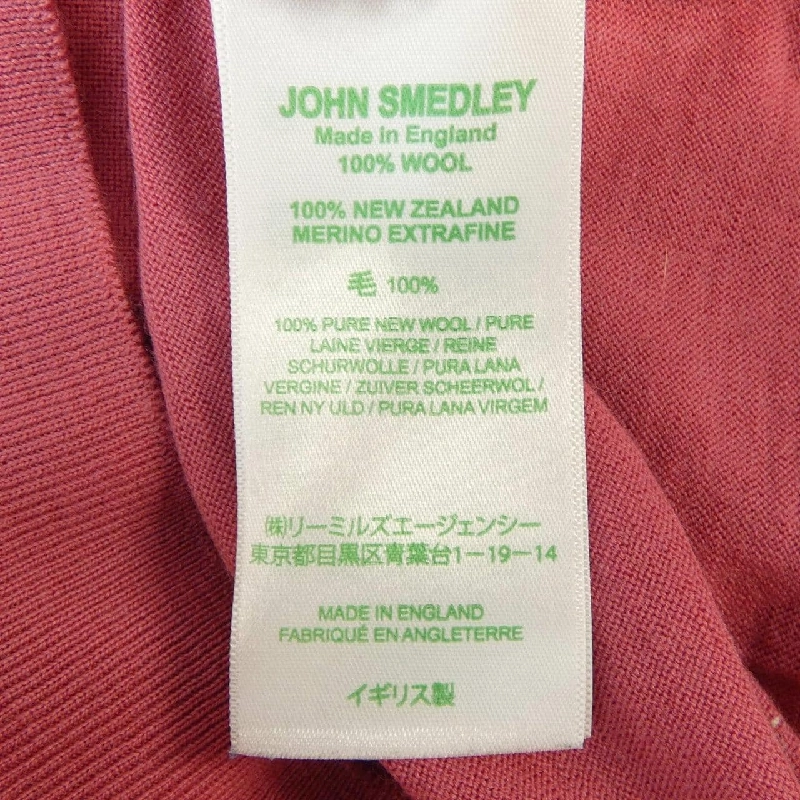 JOHN SMEDLEY
Made in England
100% WOOL
100% NEW ZEALAND
MERINO EXTRAFINE
毛 100%
100% PURE NEW WOOL / PURE
LAINE VIERGE / REINE
SCHURWOLLE / PURA LANA
VERGINE / ZUIVER SCHEERWOL /
REN NY ULD / PURA LANA VIRGEM
㈱リーミルズエージェンシー
東京都目黒区青葉台1－19－14
MADE IN ENGLAND
FABRIQUÉ EN ANGLETERRE
イギリス製